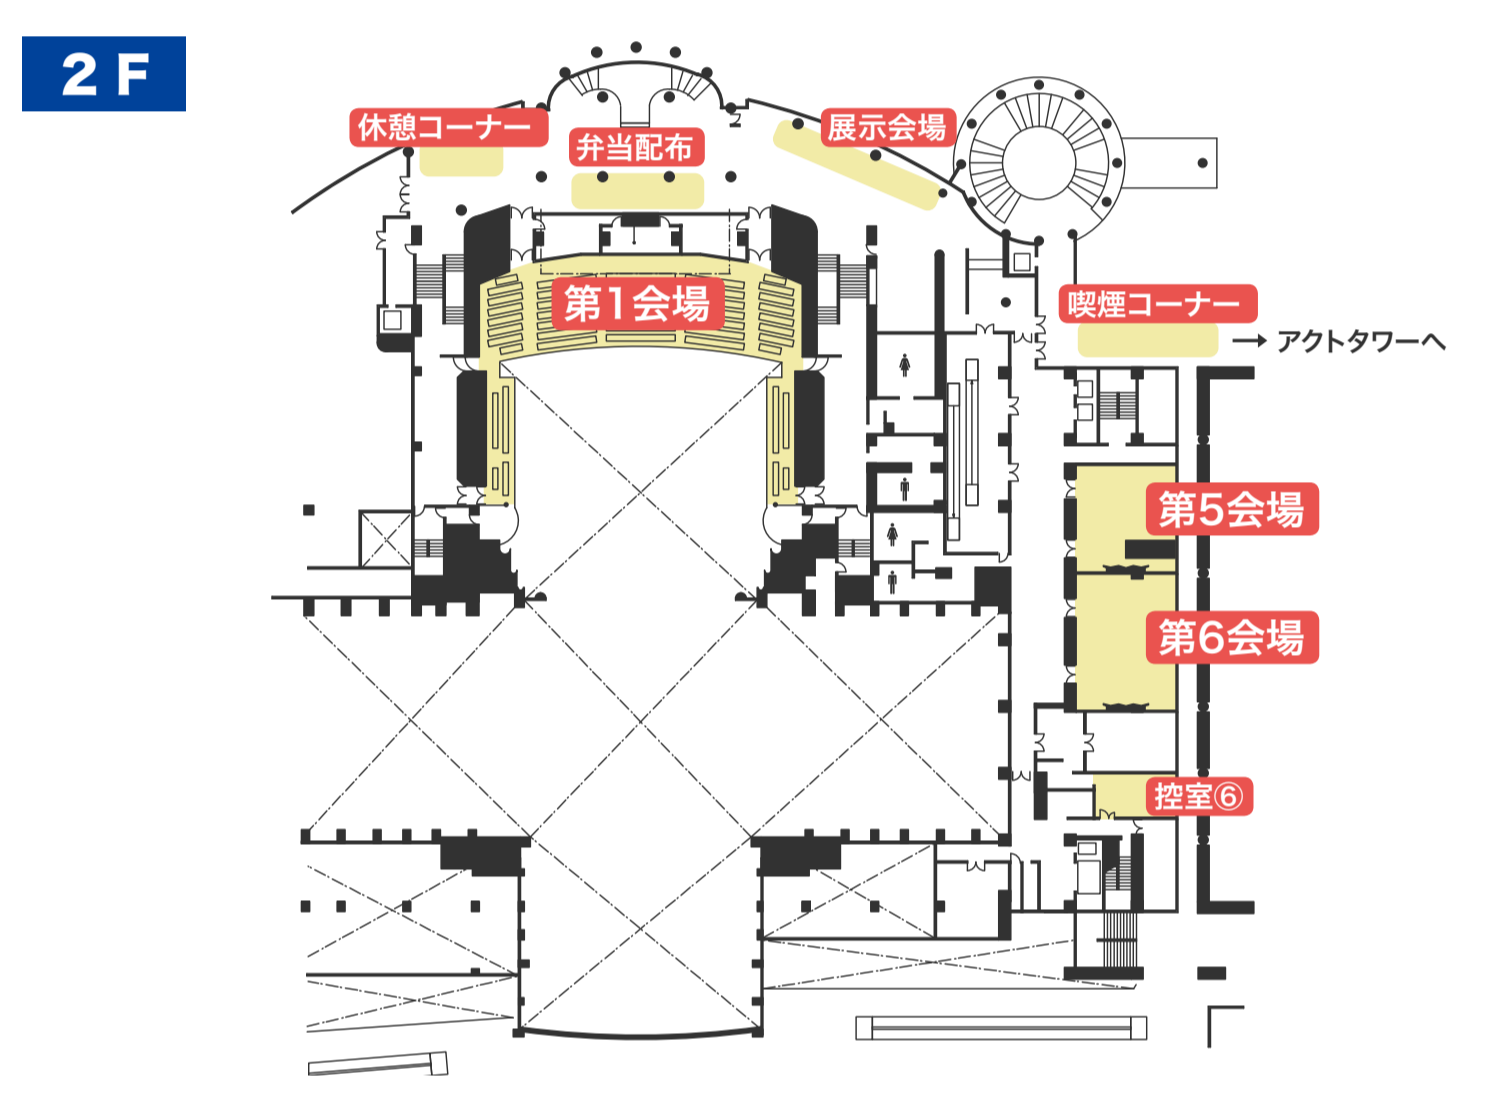 2F
休憩コーナー
弁当配布
展示会場
第1会場
喫煙コーナー
アクトタワーへ
第5会場
第6会場
控室⑥